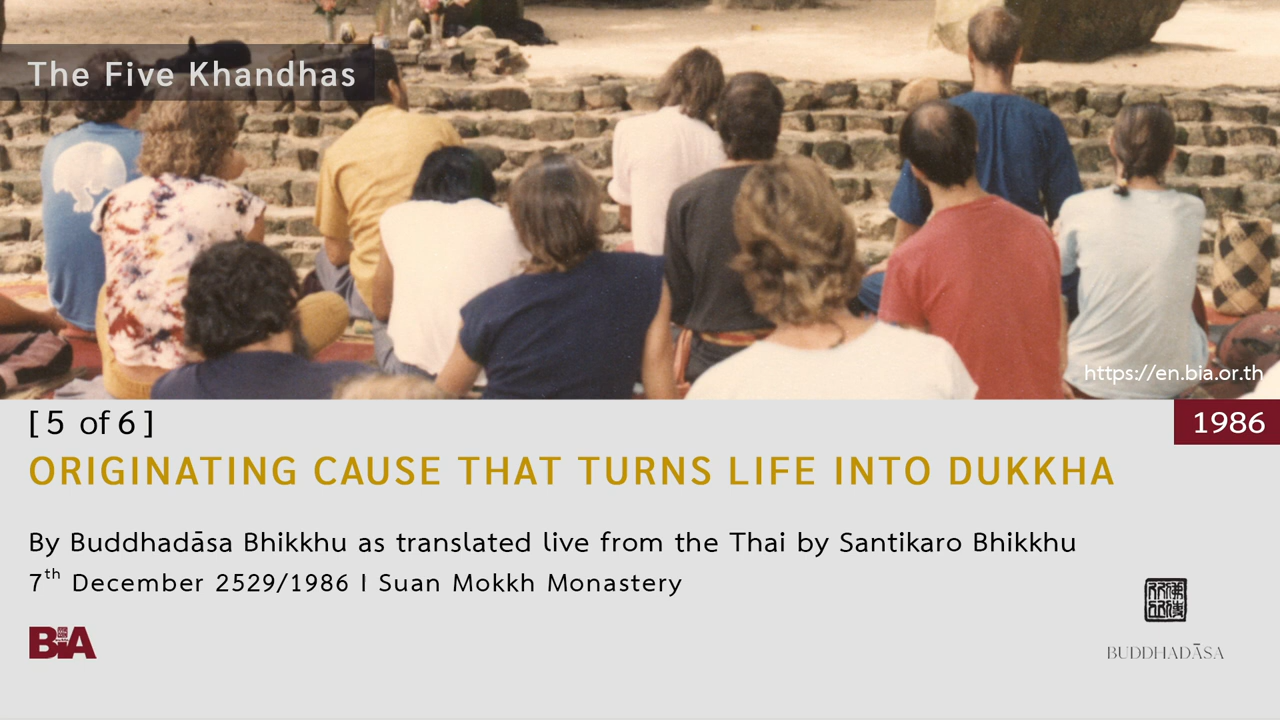 The Five Khandhas
https://en.bia.or.th
[ 5 of 6 ]
1986
ORIGINATING CAUSE THAT TURNS LIFE INTO DUKKHA
By Buddhadāsa Bhikkhu as translated live from the Thai by Santikaro Bhikkhu
7th December 2529/1986 I Suan Mokkh Monastery
BIA
BUDDHADĀSA